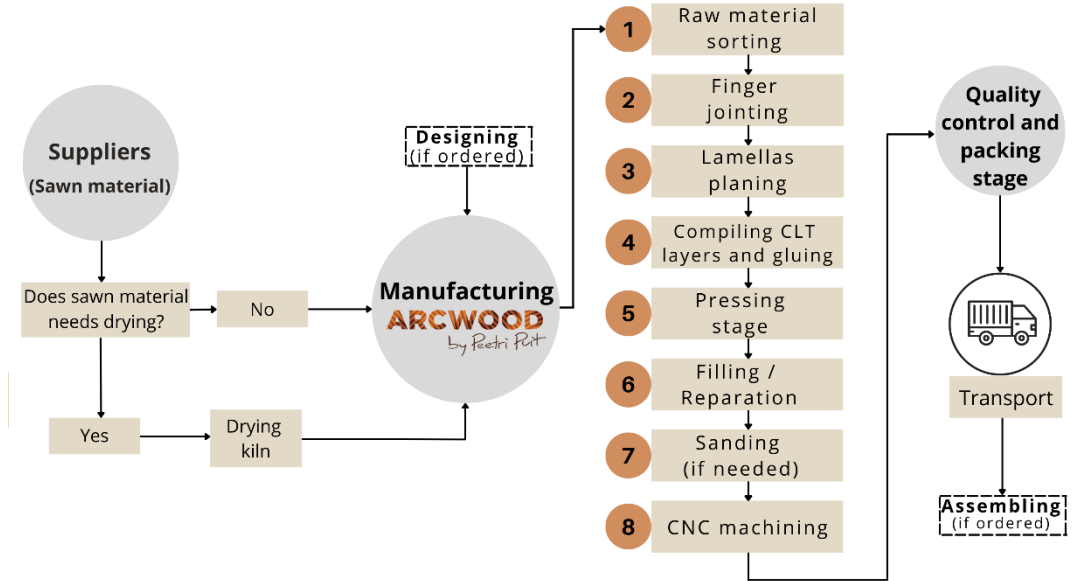 Suppliers
(Sawn material)
Does sawn material
needs drying?
No
Yes
Drying
kiln
Designing
(if ordered)
Manufacturing
ARCWOOD
by Peetri Puit
1
Raw material
sorting
2
Finger
jointing
3
Lamellas
planing
4
Compiling CLT
layers and gluing
5
Pressing
stage
6
Filling /
Reparation
7
Sanding
(if needed)
8
CNC machining
Quality
control and
packing
stage
Transport
Assembling
(if ordered)